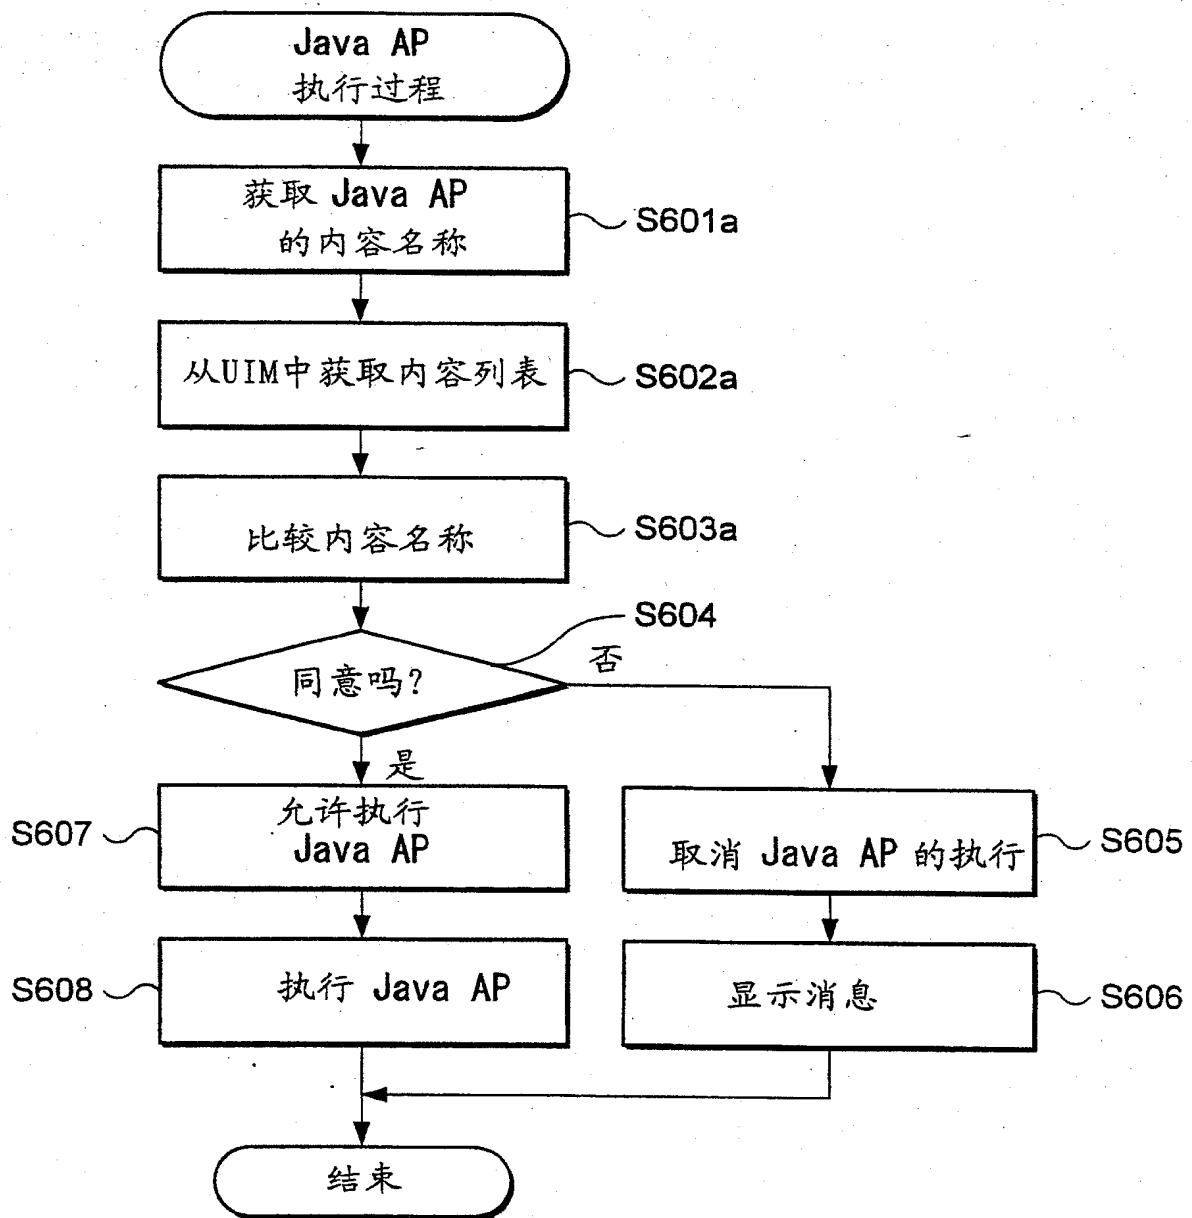 Java AP
执行过程
获取 Java AP
的内容名称
S601a
从UIM中获取内容列表
S602a
比较内容名称
S603a
S604
同意吗?
否
是
允许执行
Java AP
S607
取消 Java AP 的执行
S605
执行 Java AP
S608
显示消息
S606
结束